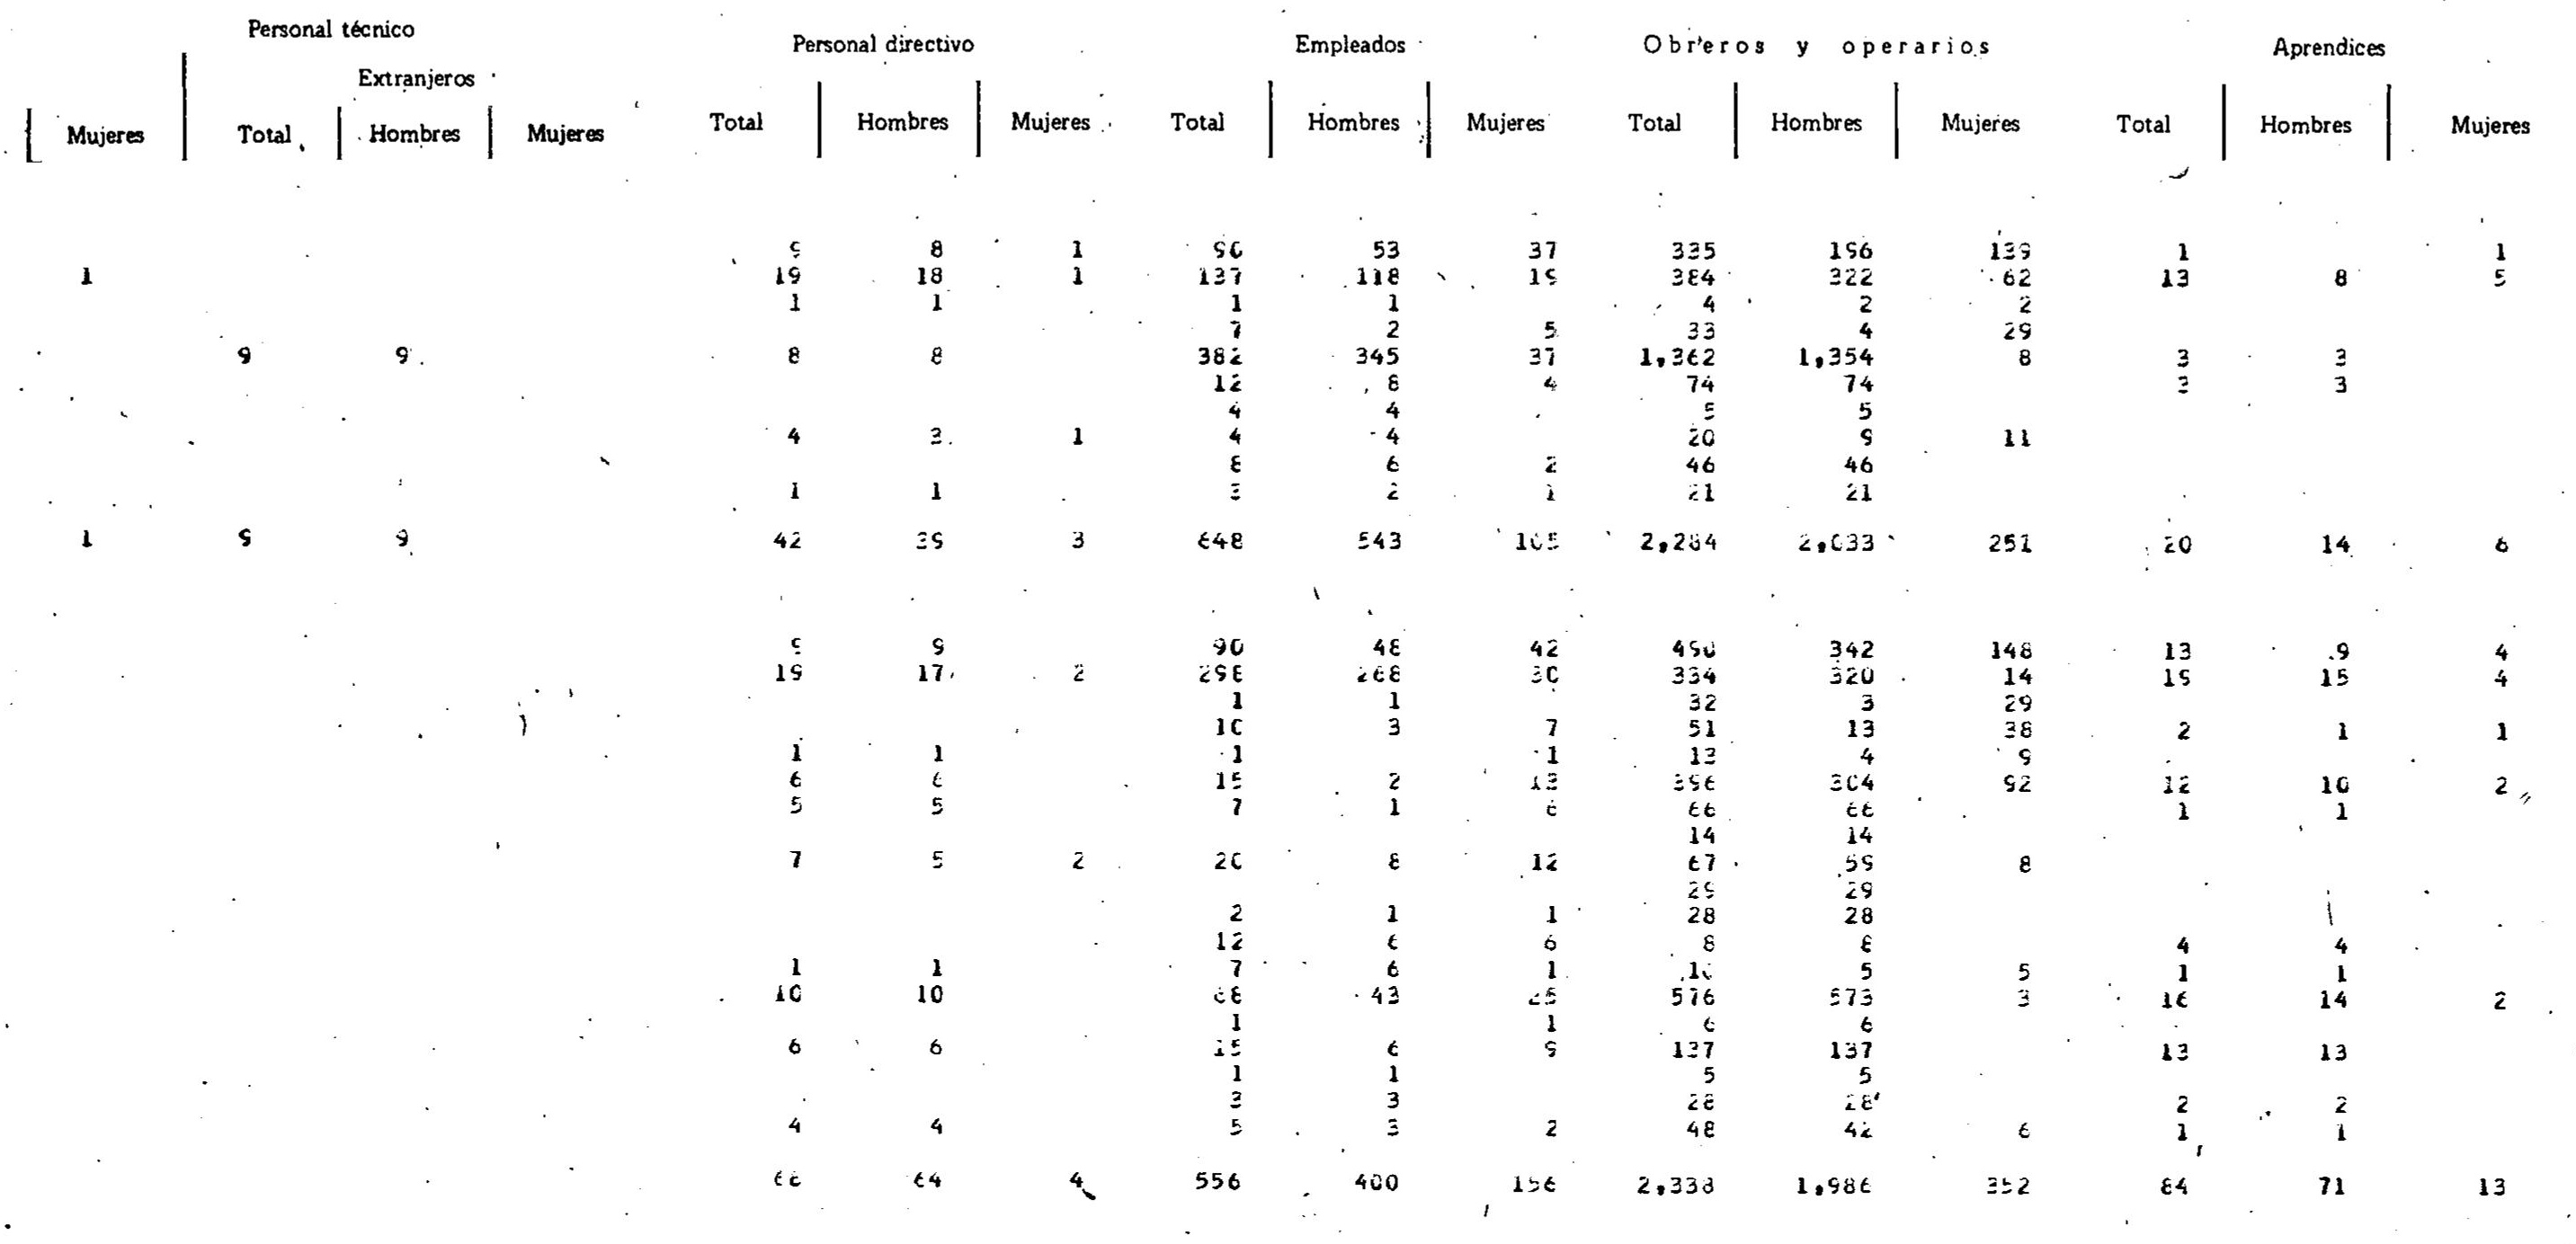 Personal técnico
Personal directivo Empleados Obreros y operarios Aprendices
Extranjeros
Mujeres Total Hombres Mujeres Total Hombres Mujeres Total Hombres Mujeres Total Hombres Mujeres Total Hombres Mujeres
9 8 1 90 53 37 335 196 139 1 1
1 19 18 1 137 118 19 384 322 62 13 8 5
1 1 1 1 4 2 2
7 2 5 33 4 29
9 9 8 8 382 345 37 1,362 1,354 8 3 3
12 8 4 74 74 3 3
4 4 5 5
4 3 1 4 4 20 9 11
8 6 2 46 46
1 1 3 2 1 21 21
1 9 9 42 39 3 648 543 105 2,284 2,033 251 20 14 6
9 9 90 48 42 490 342 148 13 9 4
19 17 2 298 268 30 334 320 14 19 15 4
1 1 32 3 29
10 3 7 51 13 38 2 1 1
1 1 1 1 13 4 9
6 6 15 2 13 396 304 92 12 10 2
5 5 7 1 6 66 66 1 1
14 14
7 5 2 20 8 12 67 59 8
29 29
2 1 1 28 28
12 6 6 8 8 4 4
1 1 7 6 1 10 5 5 1 1
10 10 68 43 25 576 573 3 16 14 2
1 1 6 6
6 6 15 6 9 137 137 13 13
1 1 5 5
3 3 28 28 2 2
4 4 5 3 2 48 42 6 1 1
68 64 4 556 400 156 2,338 1,986 352 84 71 13